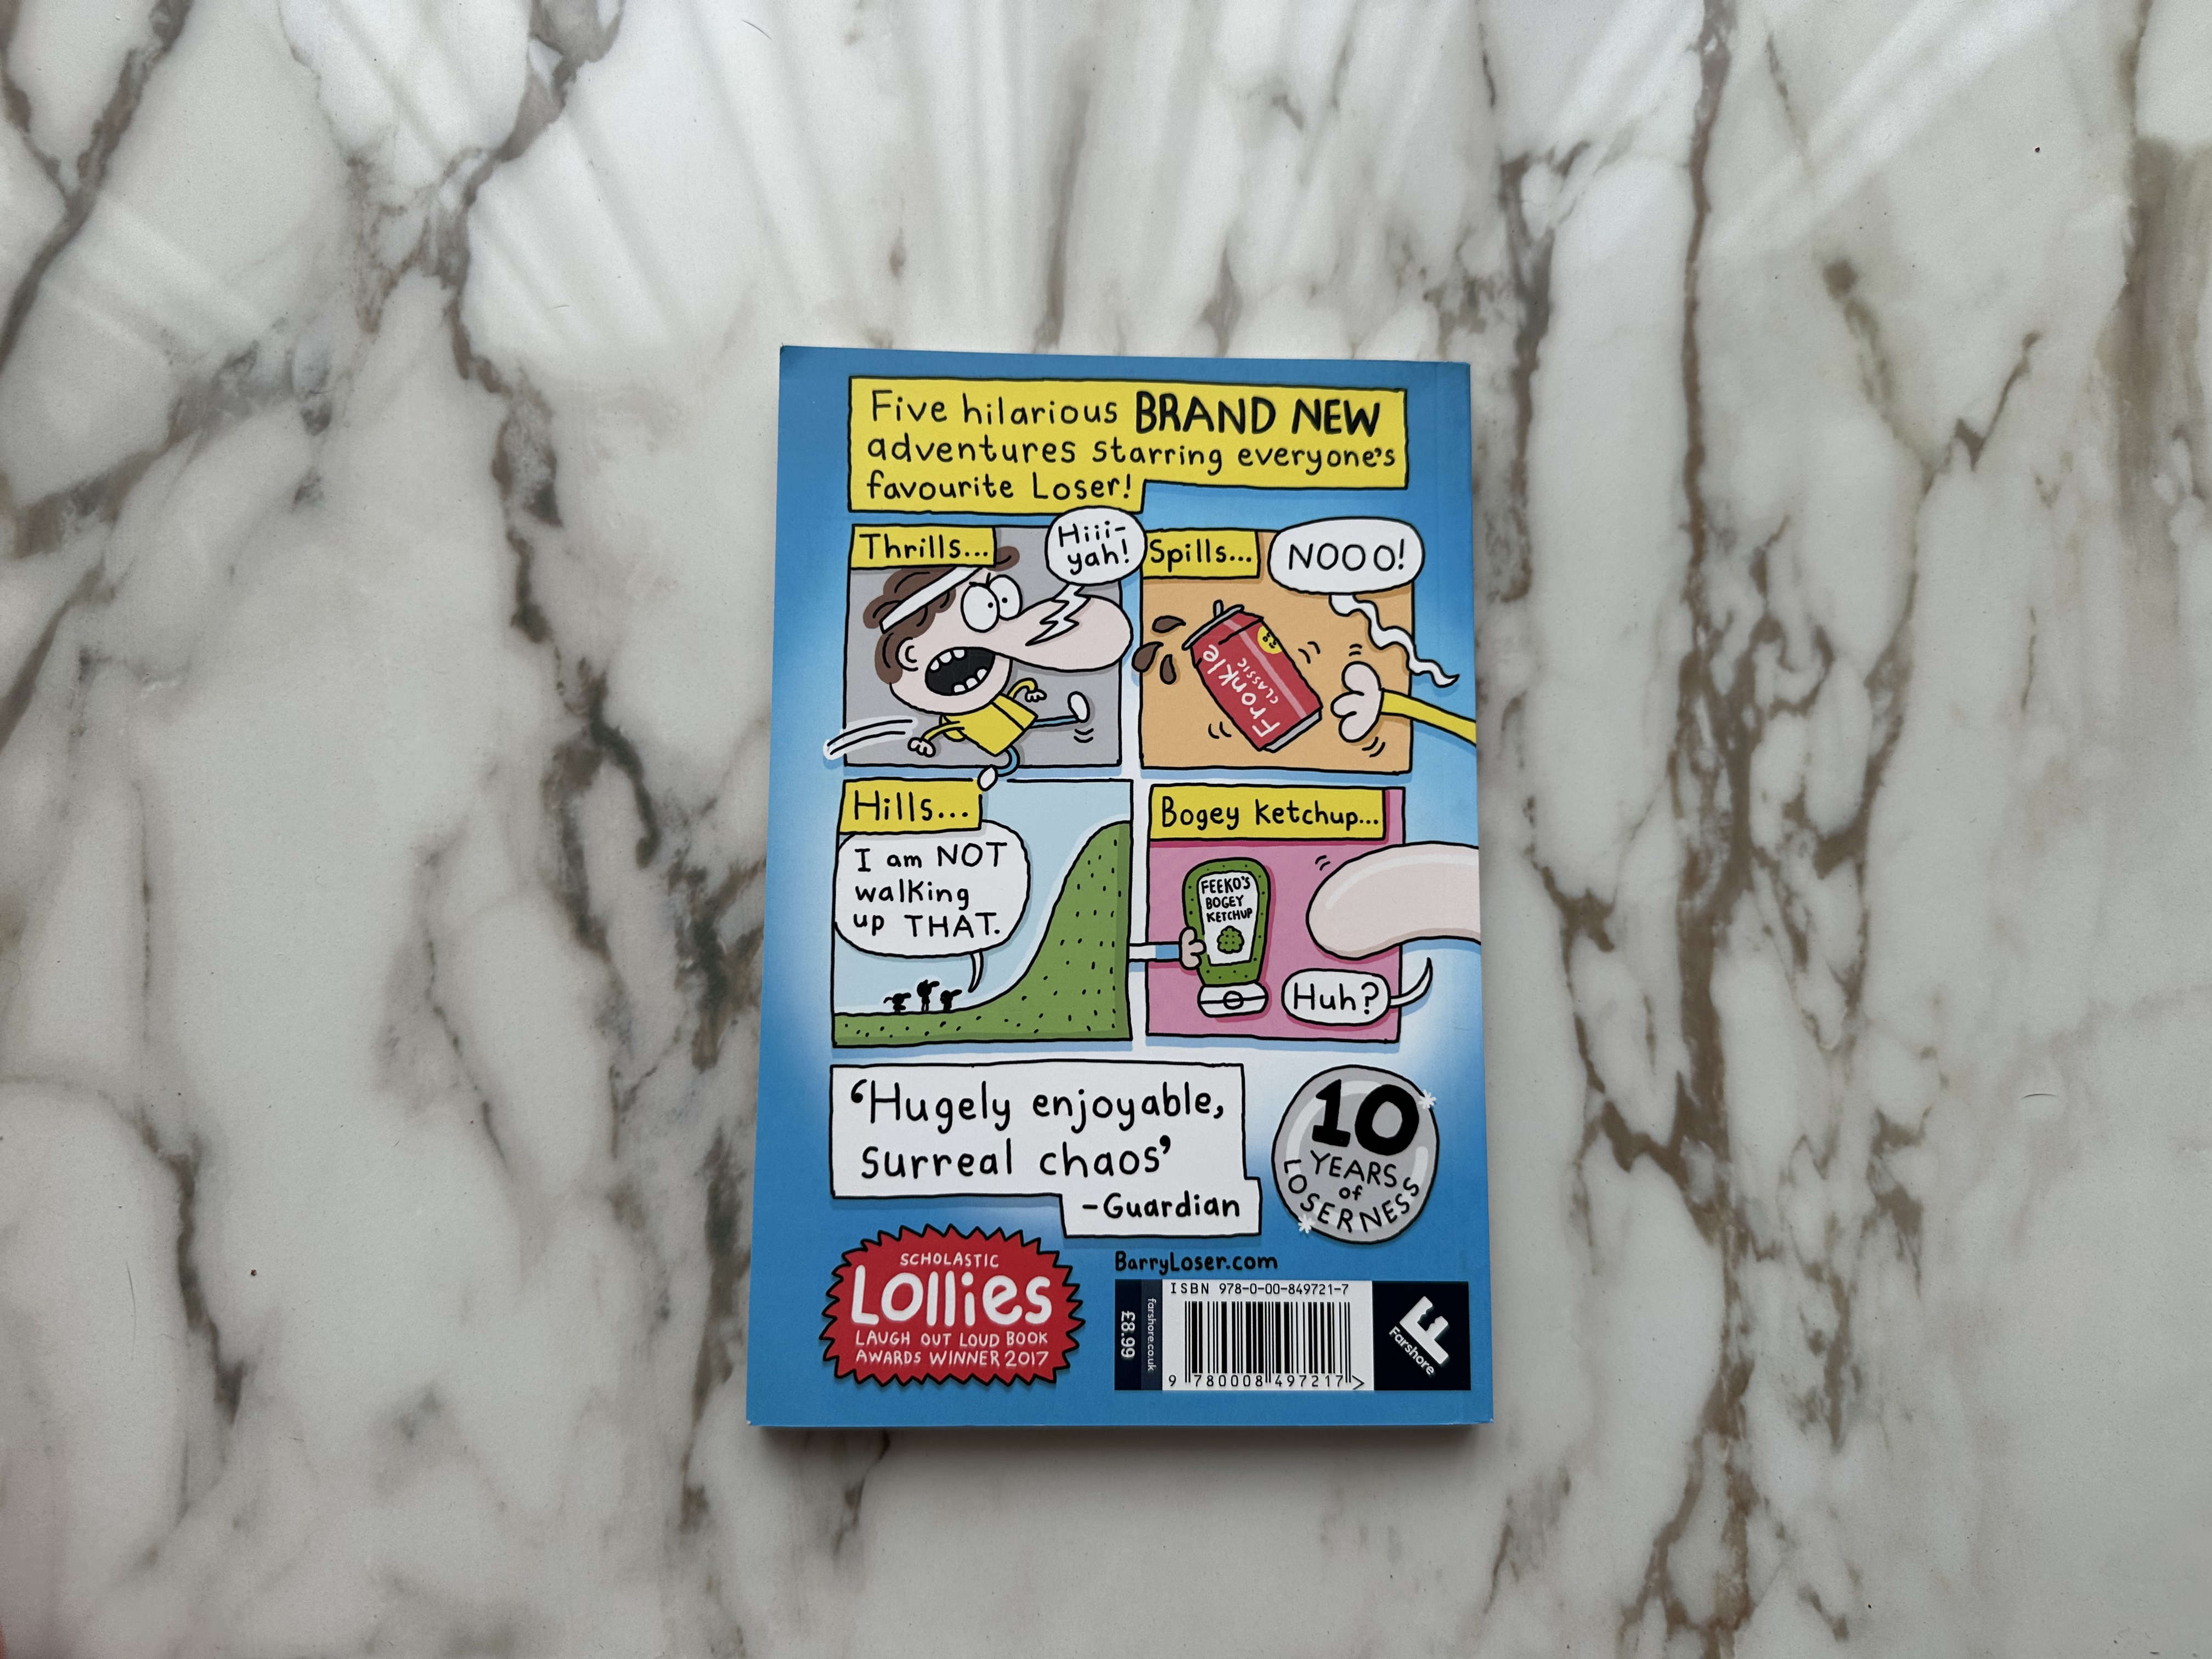 Five hilarious BRAND NEW
adventures starring everyone's
favourite Loser!
Thrills...
Hiii-
yah!
Spills...
NOOO!
Fronkle
CLASSIC
Hills...
I am NOT
walking
up THAT.
Bogey Ketchup...
FEEKO'S
BOGEY
KETCHUP
Huh?
‘Hugely enjoyable,
surreal chaos’
-Guardian
10
YEARS
of
LOSERNESS
SCHOLASTIC
Lollies
LAUGH OUT LOUD BOOK
AWARDS WINNER 2017
BarryLoser.com
£8.99
farshore.co.uk
ISBN 978-0-00-849721-7
9 780008 497217 >
F
Farshore